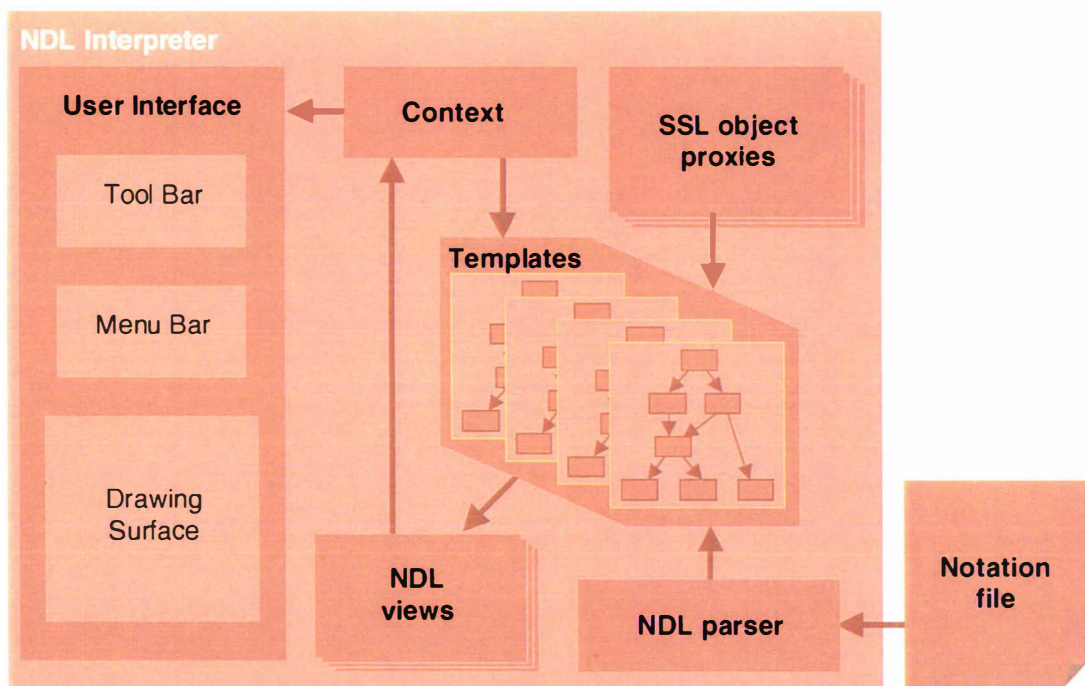 NDL Interpreter
User Interface
Tool Bar
Menu Bar
Drawing
Surface
Context
SSL object
proxies
Templates
NDL
views
NDL parser
Notation
file